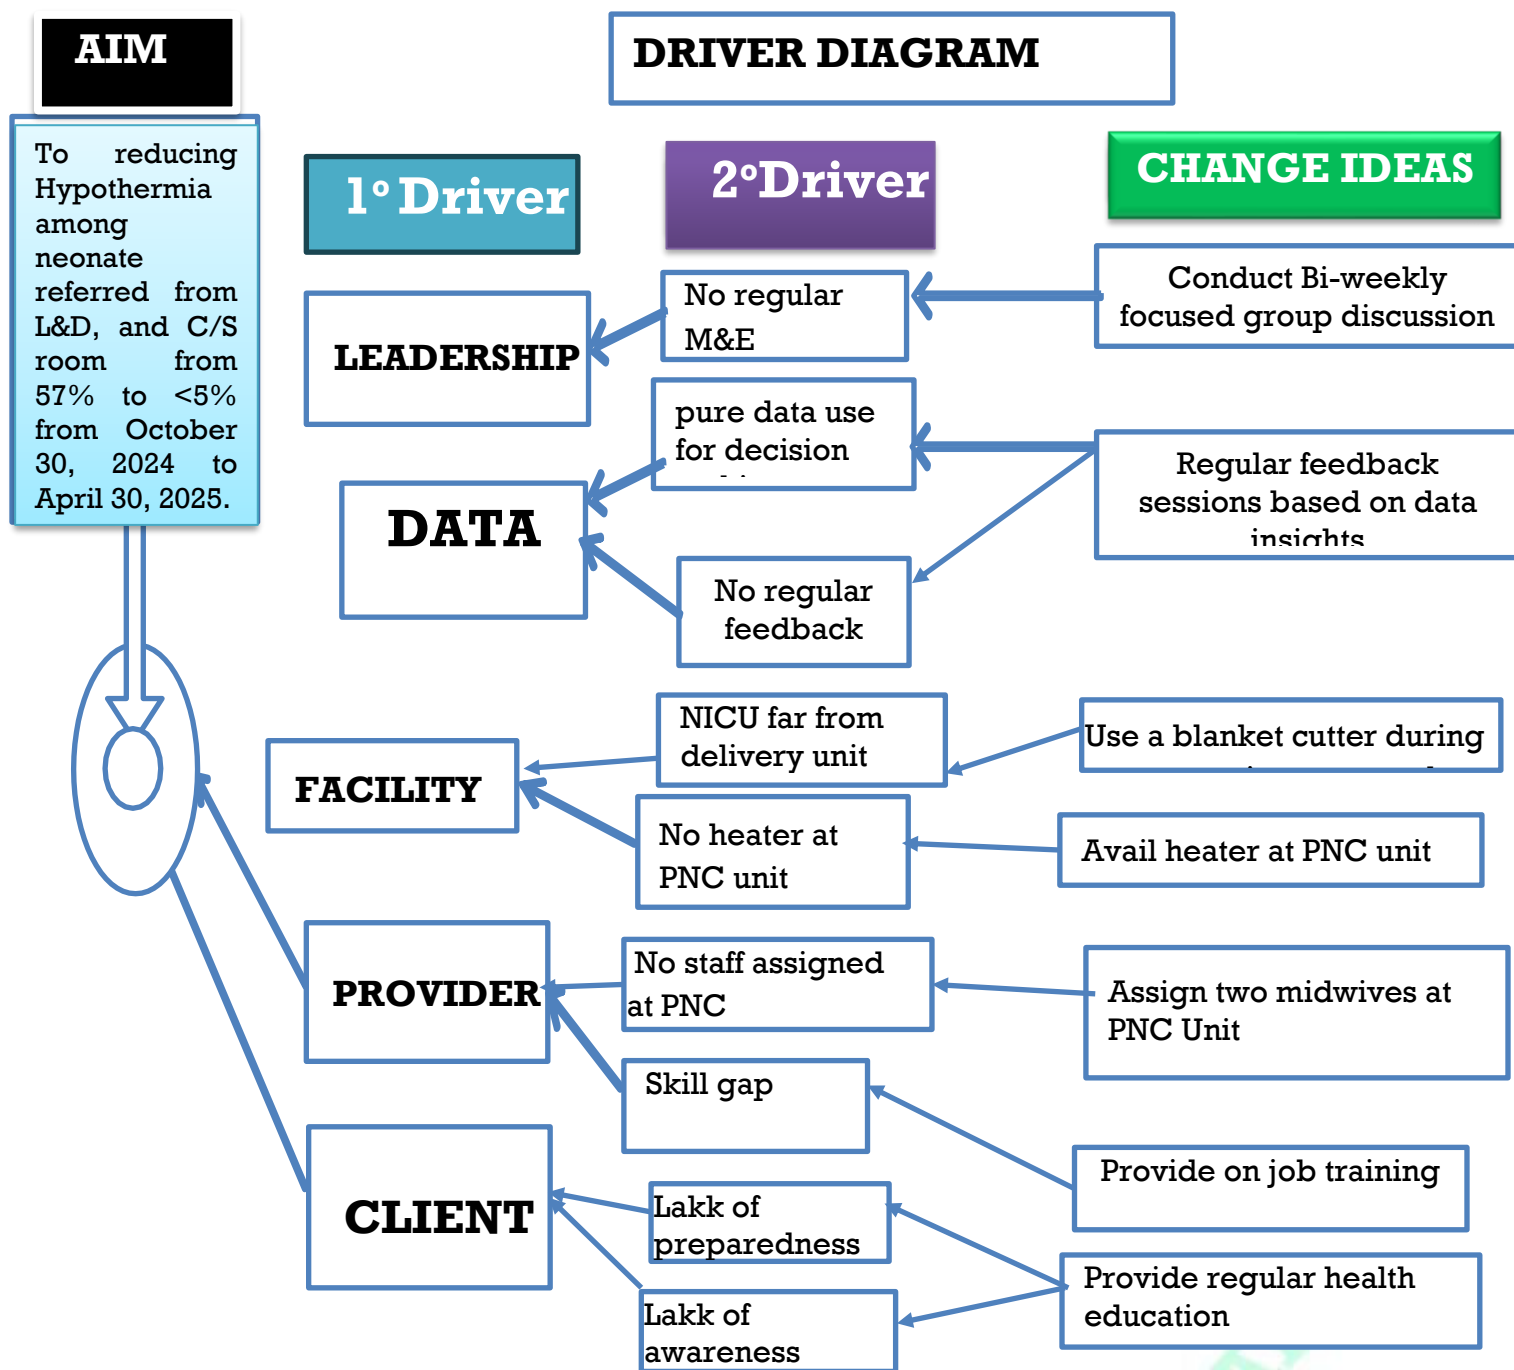 AIM
DRIVER DIAGRAM
To reducing
Hypothermia
among
neonate
referred from
L&D, and C/S
room from
57% to <5%
from October
30, 2024 to
April 30, 2025.
1º Driver
2ºDriver
CHANGE IDEAS
LEADERSHIP
No regular
M&E
Conduct Bi-weekly
focused group discussion
DATA
pure data use
for decision
No regular
feedback
Regular feedback
sessions based on data
insights
FACILITY
NICU far from
delivery unit
Use a blanket cutter during
No heater at
PNC unit
Avail heater at PNC unit
PROVIDER
No staff assigned
at PNC
Assign two midwives at
PNC Unit
Skill gap
Provide on job training
CLIENT
Lakk of
preparedness
Lakk of
awareness
Provide regular health
education